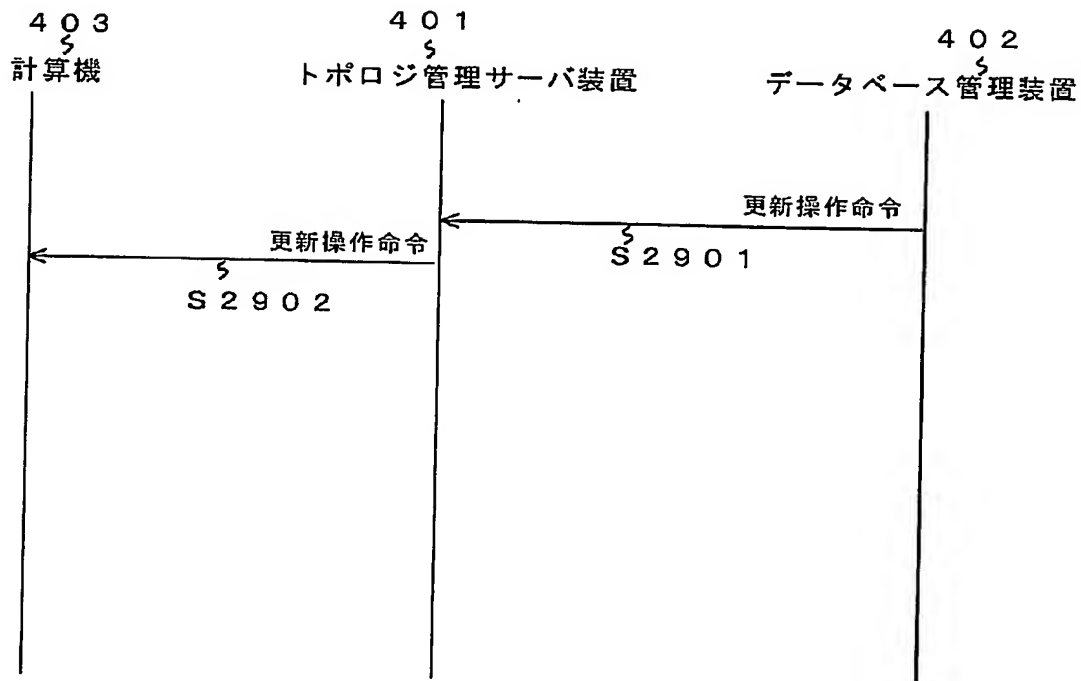 ４０３
計算機
４０１
トポロジ管理サーバ装置
４０２
データベース管理装置
更新操作命令
S２９０１
更新操作命令
S２９０２